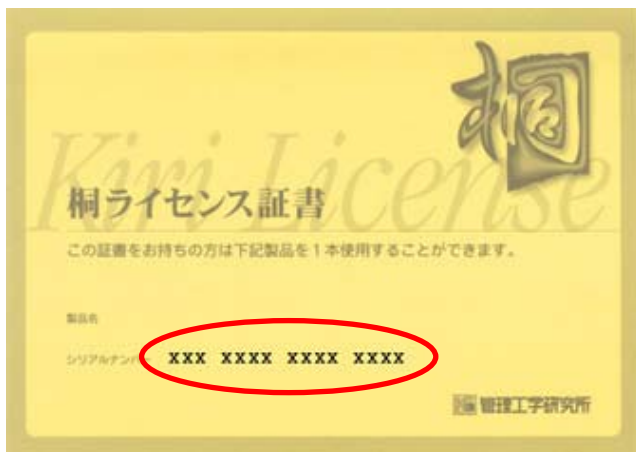 桐
Kiri License
桐ライセンス証書
この証書をお持ちの方は下記製品を1本使用することができます。
製品名
シリアルナンバー XXX XXXX XXXX XXXX
管理工学研究所